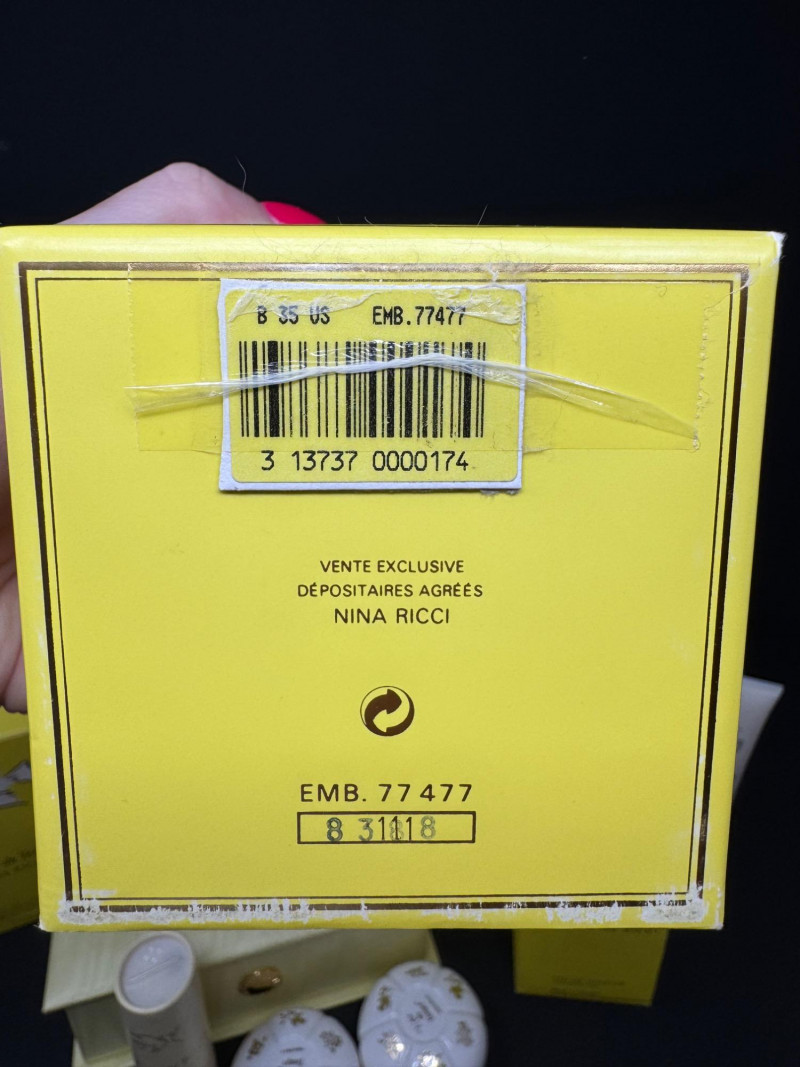 B 35 US EMB.77477
3 13737 0000174
VENTE EXCLUSIVE
DÉPOSITAIRES AGRÉÉS
NINA RICCI
EMB. 77 477